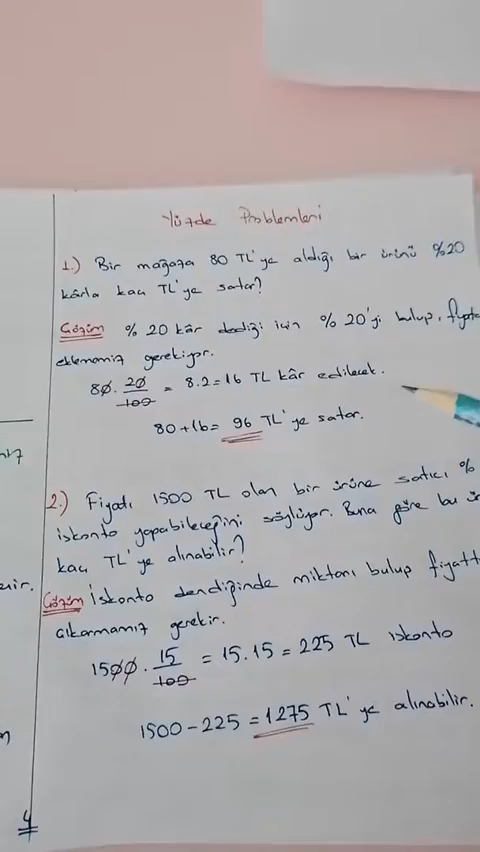 Yüzde Problemleri
1.) Bir mağaza 80 TL'ye aldığı bir ürünü %20
kârla kaç TL'ye satar?
Çözüm % 20 kâr dediği için % 20'yi bulup, fiyata
eklememiz gerekiyor.
80 . 20/100 = 8.2 = 16 TL kâr edilecek.
80 + 16 = 96 TL'ye satar.
2.) Fiyatı 1500 TL olan bir ürüne satıcı %
iskonto yapabileceğini söylüyor. Buna göre bu
kaç TL'ye alınabilir?
Çözüm İskonto dendiğinde miktarı bulup fiyatt
çıkarmamız gerekir.
1500 . 15/100 = 15.15 = 225 TL iskonto
1500 - 225 = 1275 TL'ye alınabilir.
4